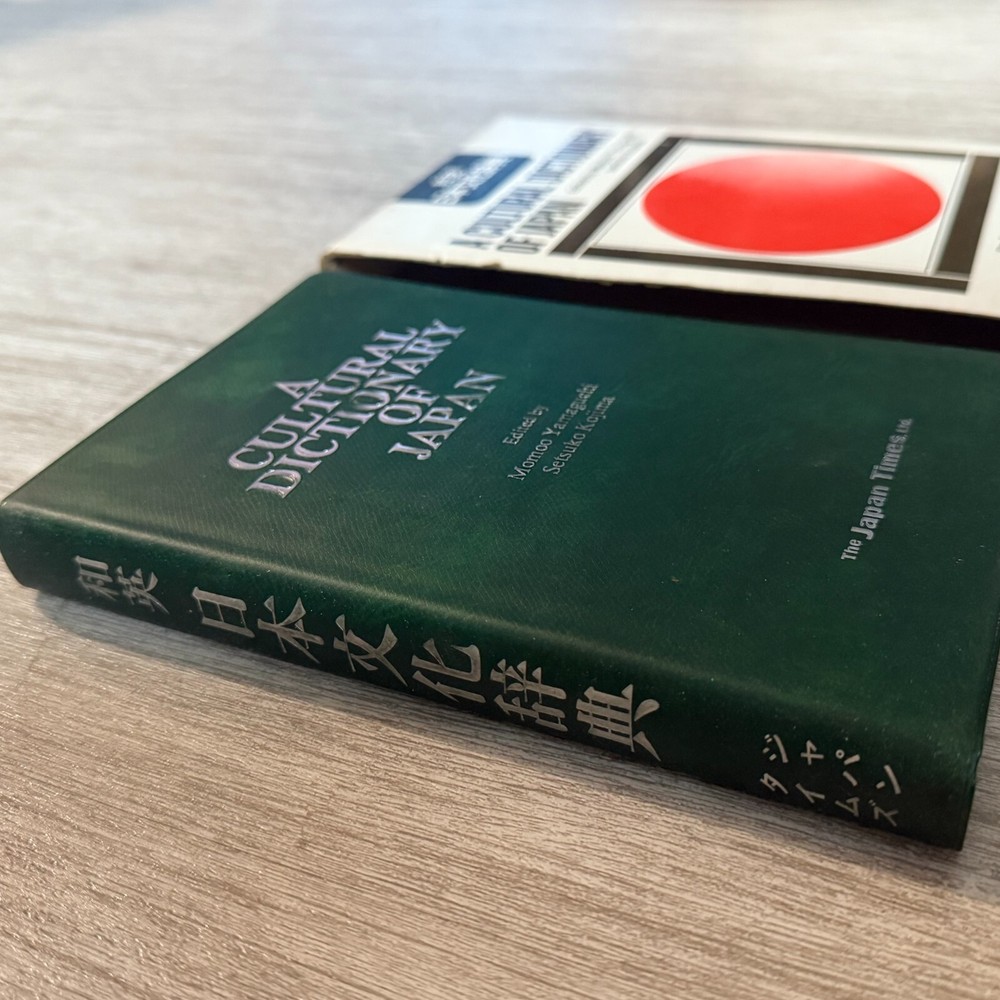 A CULTURAL DICTIONARY
OF JAPAN
A
CULTURAL
DICTIONARY
OF
JAPAN
Edited by
Momoo Yamaguchi
Setsuko Kojima
The Japan Times, Ltd.
和英
日本文化辞典
ジャパン
タイムズ